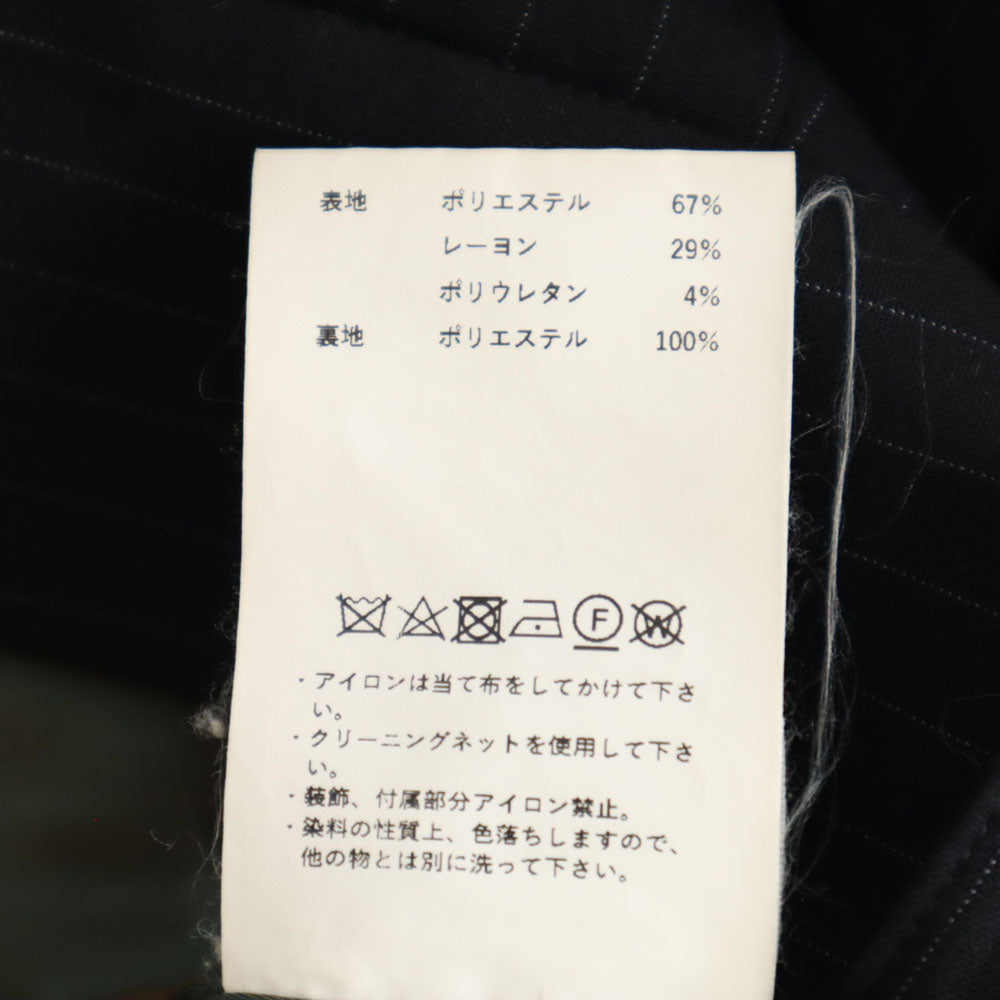 表地 ポリエステル 67%
レーヨン 29%
ポリウレタン 4%
裏地 ポリエステル 100%
F W
・アイロンは当て布をしてかけて下さ
い。
・クリーニングネットを使用して下さ
い。
・装飾、付属部分アイロン禁止。
・染料の性質上、色落ちしますので、
他の物とは別に洗って下さい。